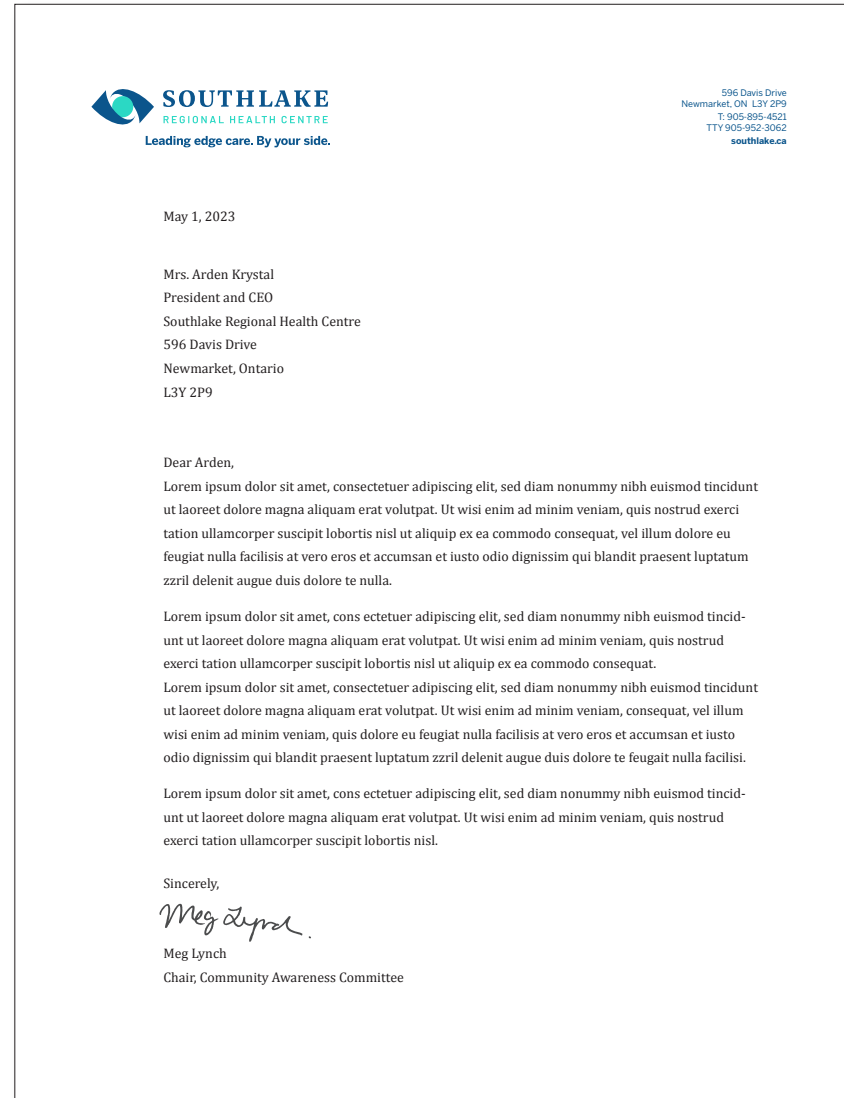 SOUTHLAKE
REGIONAL HEALTH CENTRE
Leading edge care. By your side.
596 Davis Drive
Newmarket, ON L3Y 2P9
T: 905-895-4521
TTY 905-952-3062
southlake.ca
May 1, 2023
Mrs. Arden Krystal
President and CEO
Southlake Regional Health Centre
596 Davis Drive
Newmarket, Ontario
L3Y 2P9
Dear Arden,
Lorem ipsum dolor sit amet, consectetuer adipiscing elit, sed diam nonummy nibh euismod tincidunt
ut laoreet dolore magna aliquam erat volutpat. Ut wisi enim ad minim veniam, quis nostrud exerci
tation ullamcorper suscipit lobortis nisl ut aliquip ex ea commodo consequat, vel illum dolore eu
feugiat nulla facilisis at vero eros et accumsan et iusto odio dignissim qui blandit praesent luptatum
zzril delenit augue duis dolore te nulla.
Lorem ipsum dolor sit amet, cons ectetuer adipiscing elit, sed diam nonummy nibh euismod tincid-
unt ut laoreet dolore magna aliquam erat volutpat. Ut wisi enim ad minim veniam, quis nostrud
exerci tation ullamcorper suscipit lobortis nisl ut aliquip ex ea commodo consequat.
Lorem ipsum dolor sit amet, consectetuer adipiscing elit, sed diam nonummy nibh euismod tincidunt
ut laoreet dolore magna aliquam erat volutpat. Ut wisi enim ad minim veniam, consequat, vel illum
wisi enim ad minim veniam, quis dolore eu feugiat nulla facilisis at vero eros et accumsan et iusto
odio dignissim qui blandit praesent luptatum zzril delenit augue duis dolore te feugait nulla facilisi.
Lorem ipsum dolor sit amet, cons ectetuer adipiscing elit, sed diam nonummy nibh euismod tincid-
unt ut laoreet dolore magna aliquam erat volutpat. Ut wisi enim ad minim veniam, quis nostrud
exerci tation ullamcorper suscipit lobortis nisl.
Sincerely,
Meg Lynch.
Meg Lynch
Chair, Community Awareness Committee